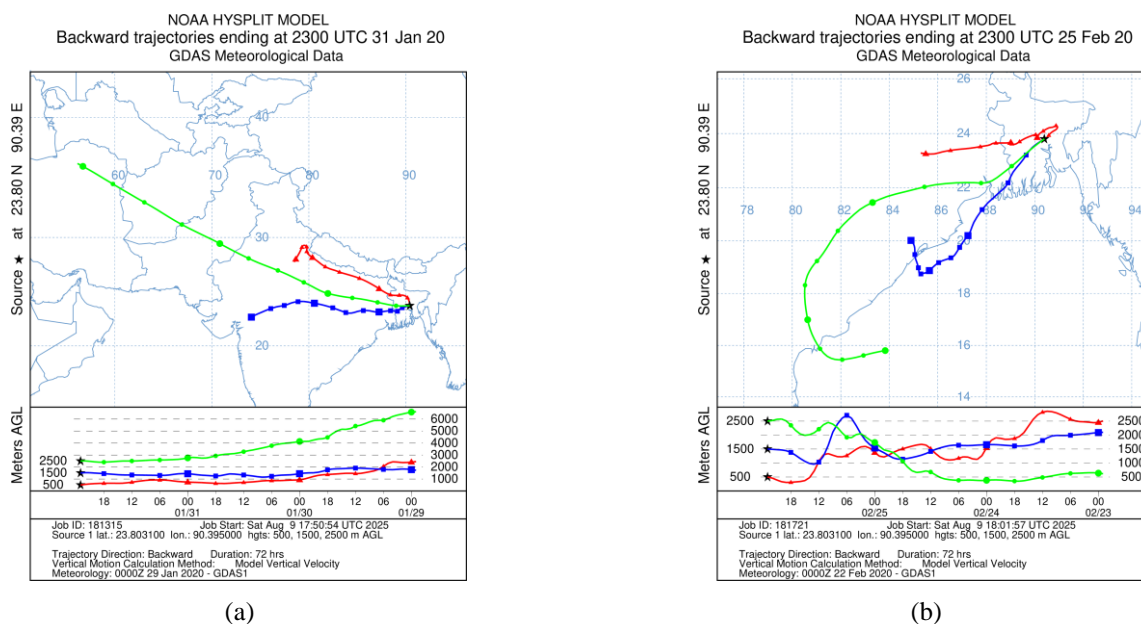 NOAA HYSPLIT MODEL
Backward trajectories ending at 2300 UTC 31 Jan 20
GDAS Meteorological Data
Source ★ at 23.80 N 90.39 E
40
60
70
80
90
30
20
Meters AGL
2500
1500
500
6000
5000
4000
3000
2000
1000
18 12 06 00 18 12 06 00 18 12 06 00
01/31 01/30 01/29
Job ID: 181315 Job Start: Sat Aug 9 17:50:54 UTC 2025
Source 1 lat.: 23.803100 lon.: 90.395000 hgts: 500, 1500, 2500 m AGL
Trajectory Direction: Backward Duration: 72 hrs
Vertical Motion Calculation Method: Model Vertical Velocity
Meteorology: 0000Z 29 Jan 2020 - GDAS1
(a)
NOAA HYSPLIT MODEL
Backward trajectories ending at 2300 UTC 25 Feb 20
GDAS Meteorological Data
Source ★ at 23.80 N 90.39 E
26
24
22
78 80 82 84 86 88 90 92 94
20
18
16
14
Meters AGL
2500
1500
500
2500
2000
1500
1000
500
18 12 06 00 18 12 06 00 18 12 06 00
02/25 02/24 02/23
Job ID: 181721 Job Start: Sat Aug 9 18:01:57 UTC 2025
Source 1 lat.: 23.803100 lon.: 90.395000 hgts: 500, 1500, 2500 m AGL
Trajectory Direction: Backward Duration: 72 hrs
Vertical Motion Calculation Method: Model Vertical Velocity
Meteorology: 0000Z 22 Feb 2020 - GDAS1
(b)